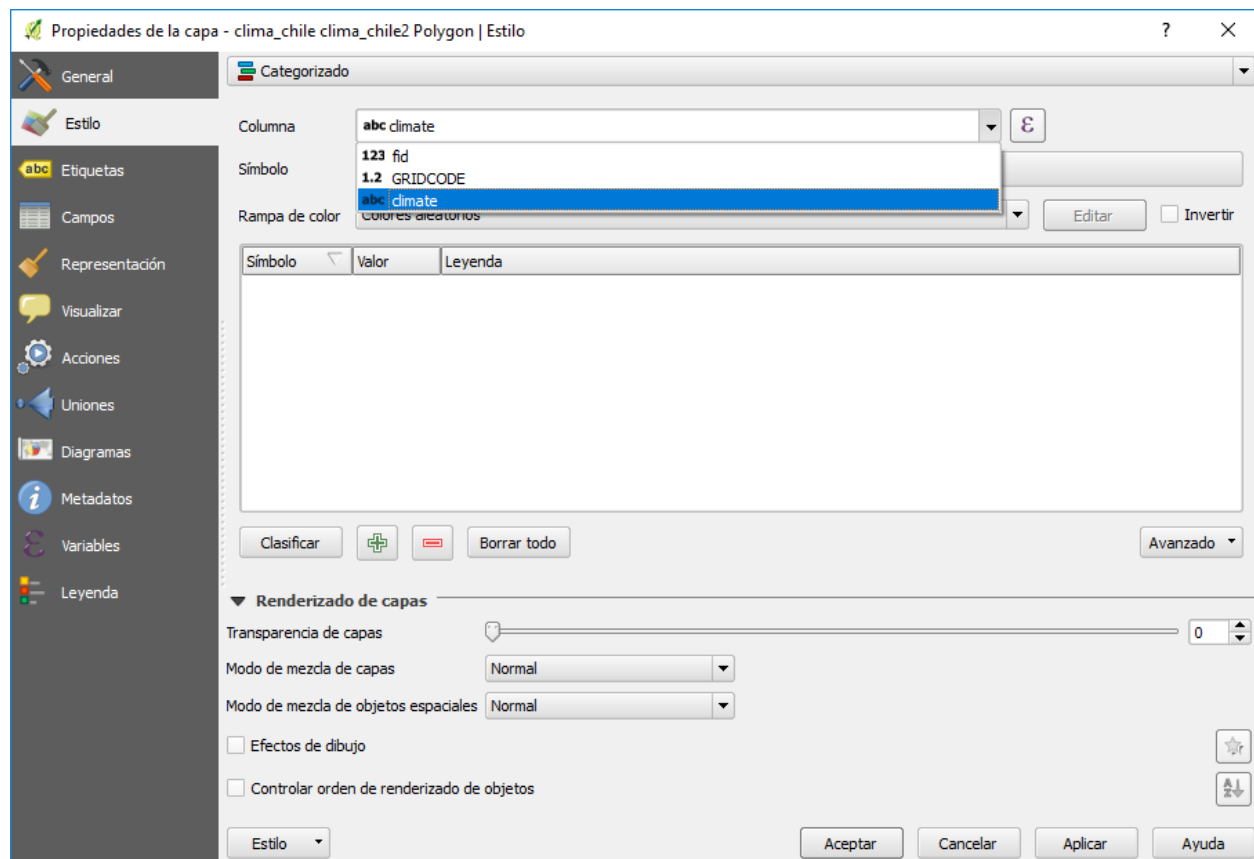 Propiedades de la capa - clima_chile clima_chile2 Polygon | Estilo
?
General
Estilo
abc Etiquetas
Campos
Representación
Visualizar
Acciones
Uniones
Diagramas
Metadatos
Variables
Leyenda
Categorizado
Columna abc climate ε
123 fid
1.2 GRIDCODE
abc climate
Símbolo
Rampa de color Colores aleatorios Editar Invertir
Símbolo Valor Leyenda
Clasificar Borrar todo Avanzado
Renderizado de capas
Transparencia de capas 0
Modo de mezcla de capas Normal
Modo de mezcla de objetos espaciales Normal
Efectos de dibujo
Controlar orden de renderizado de objetos
Estilo Aceptar Cancelar Aplicar Ayuda